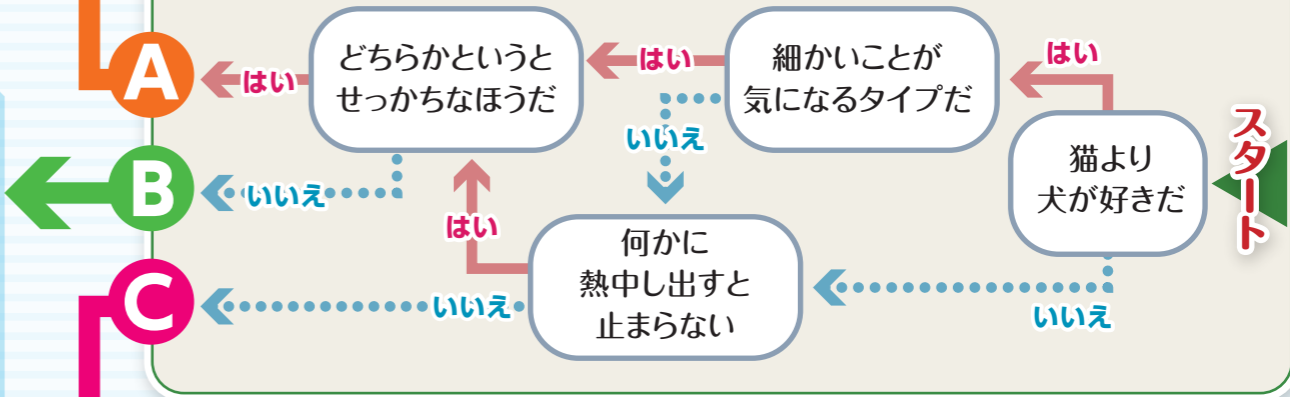 スタート
猫より
犬が好きだ
はい
いいえ
細かいことが
気になるタイプだ
はい
いいえ
何かに
熱中し出すと
止まらない
はい
いいえ
どちらかというと
せっかちなほうだ
はい
いいえ
A
B
C